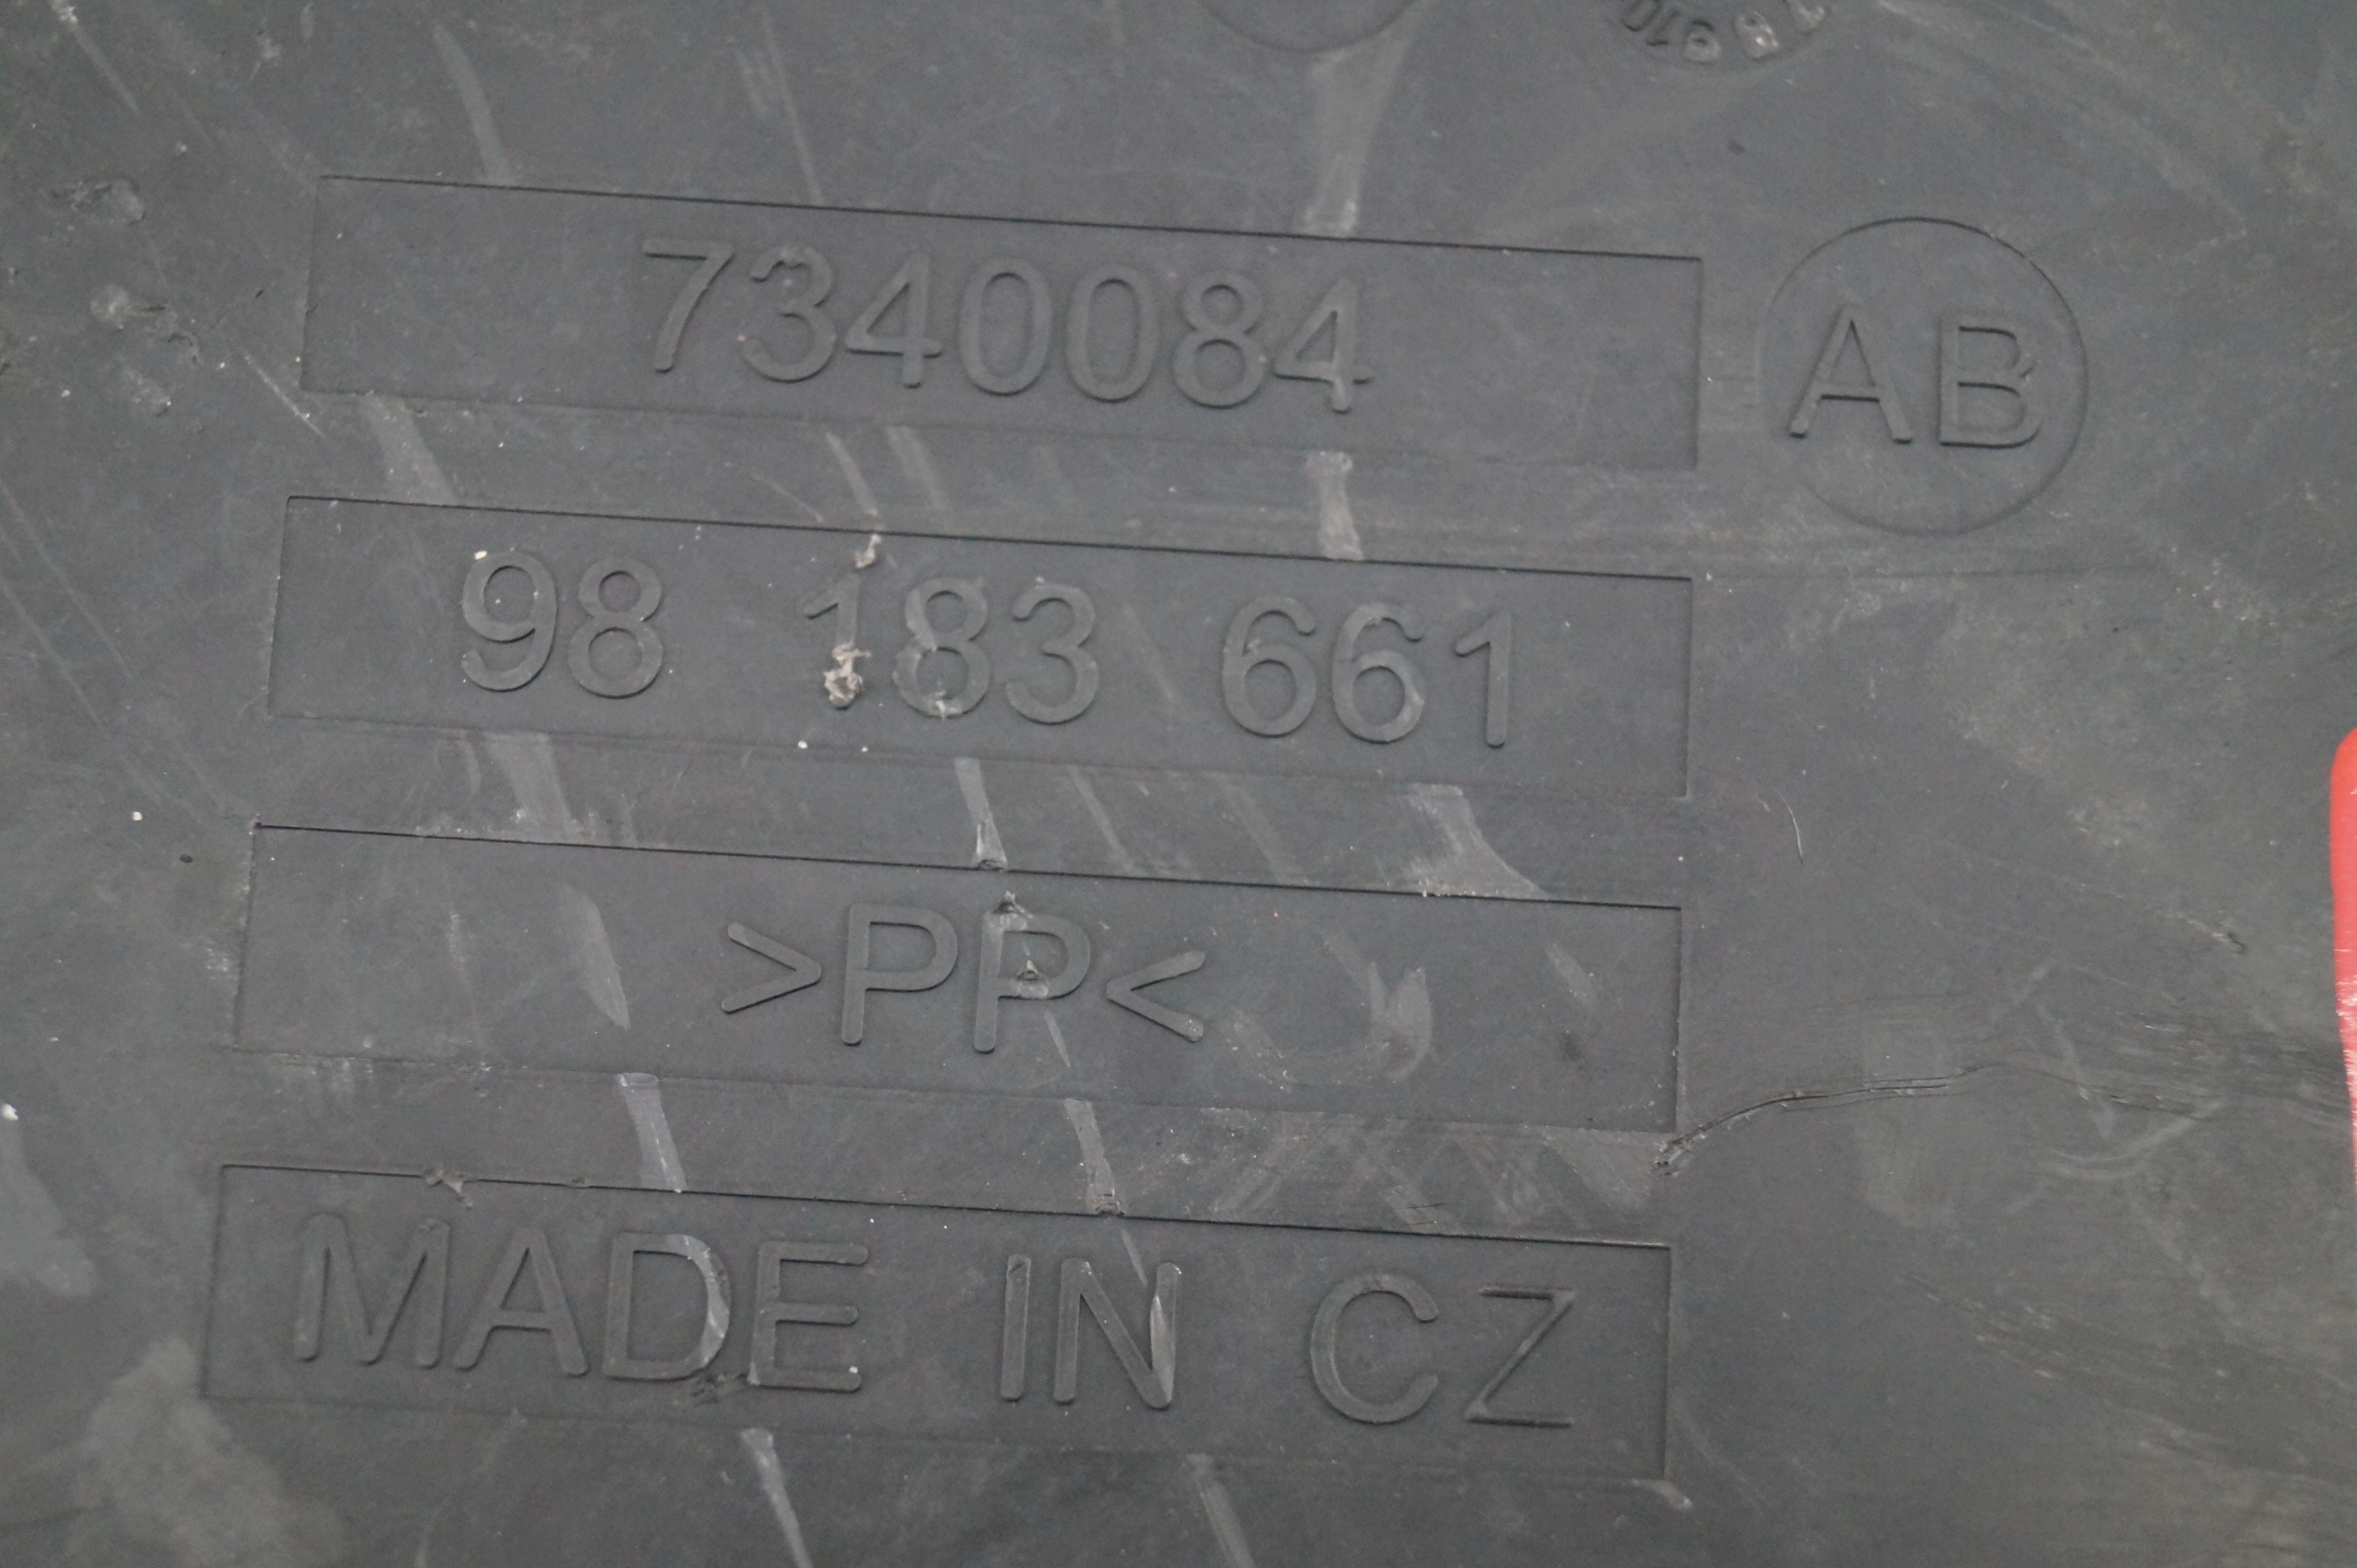 7340084
AB
98 183 661
>PP<
MADE IN CZ